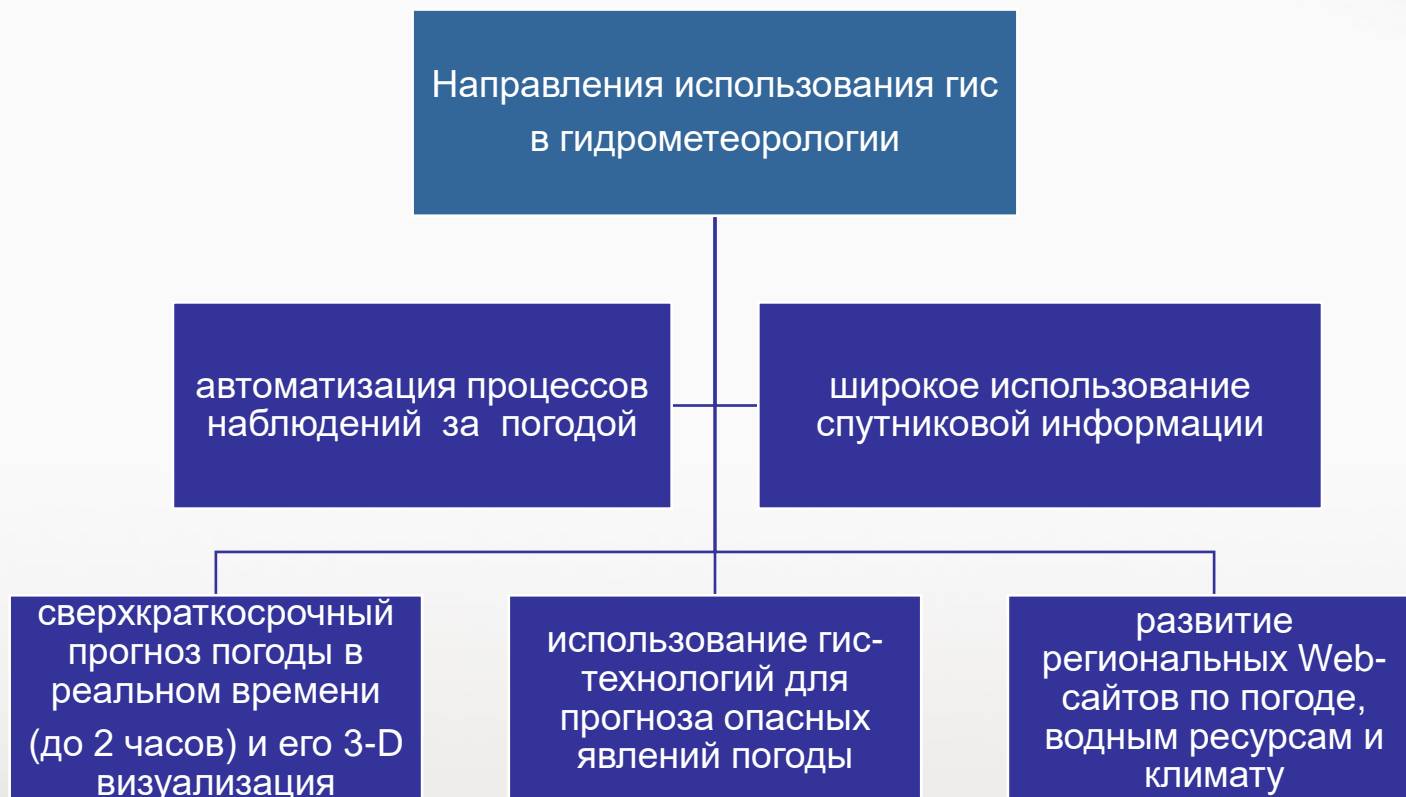 Направления использования гис
в гидрометеорологии
автоматизация процессов
наблюдений за погодой
широкое использование
спутниковой информации
сверхкраткосрочный
прогноз погоды в
реальном времени
(до 2 часов) и его 3-D
визуализация
использование гис-
технологий для
прогноза опасных
явлений погоды
развитие
региональных Web-
сайтов по погоде,
водным ресурсам и
климату